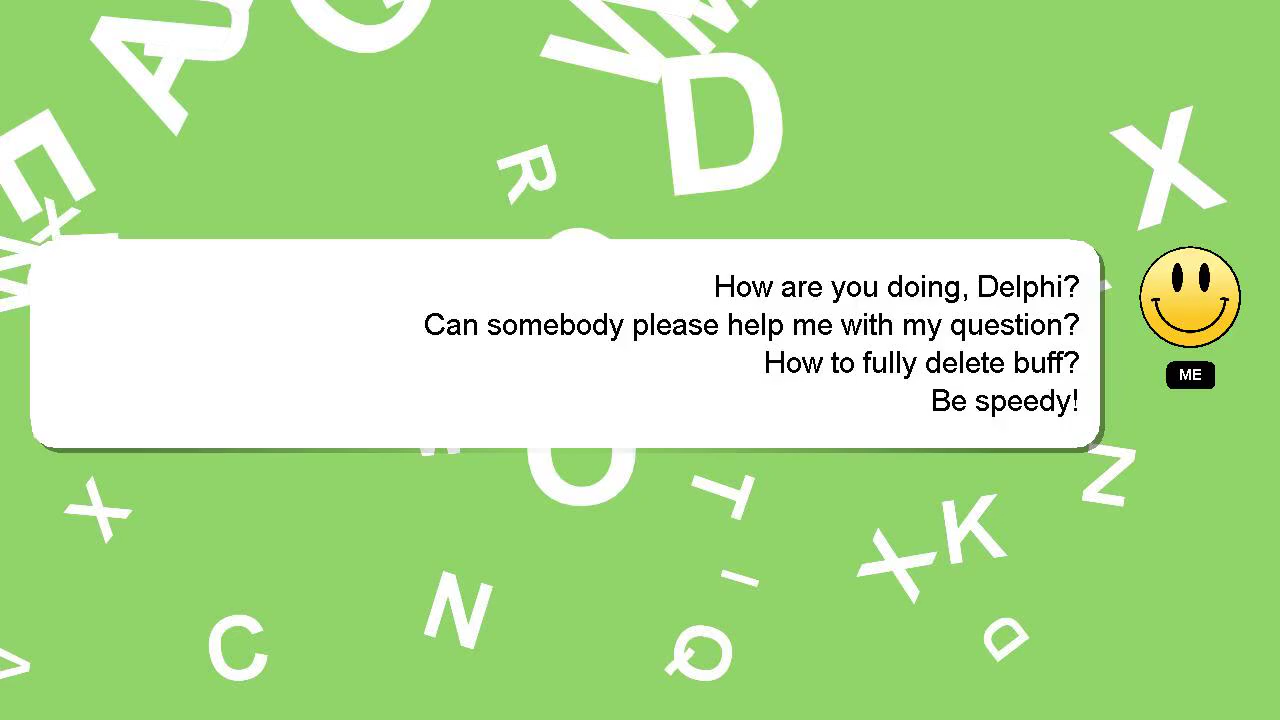 How are you doing, Delphi?
Can somebody please help me with my question?
How to fully delete buff?
Be speedy!
ME
A
G
M
D
E
R
X
X
O
N
X
T
K
X
I
N
C
Q
D